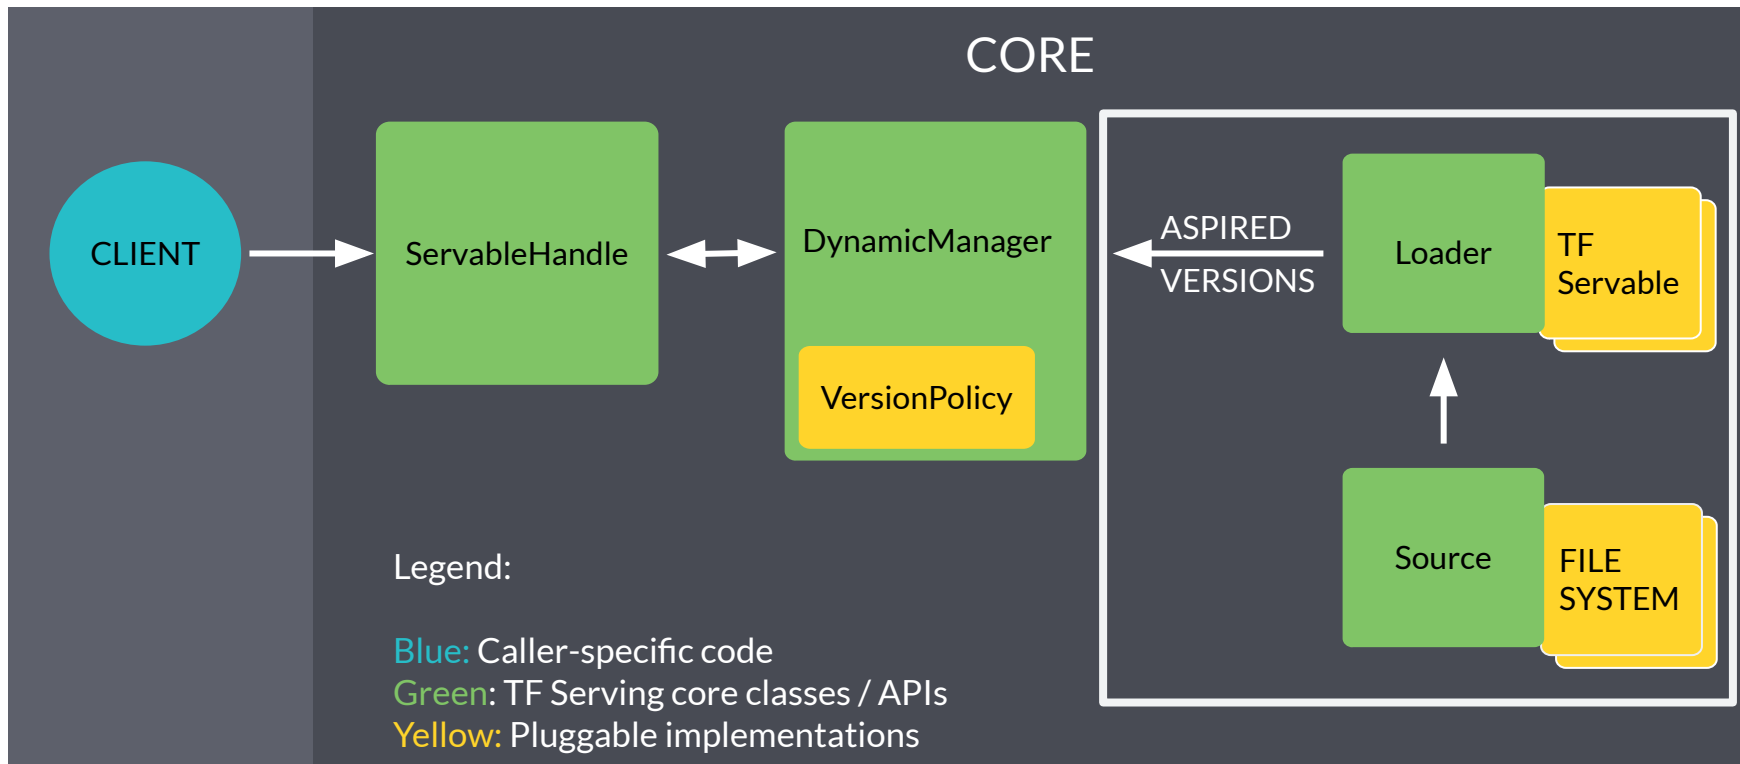 CORE
CLIENT
ServableHandle
DynamicManager
VersionPolicy
ASPIRED
VERSIONS
Loader
TF
Servable
Source
FILE
SYSTEM
Legend:
Blue: Caller-specific code
Green: TF Serving core classes / APIs
Yellow: Pluggable implementations